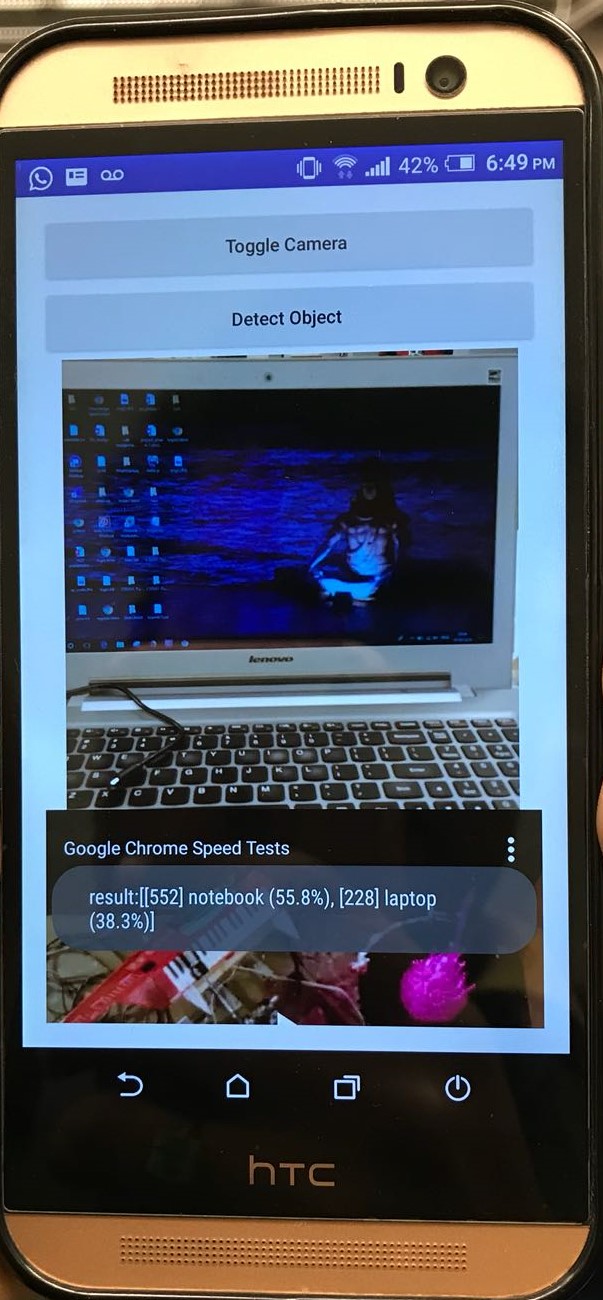 42% 6:49 PM
Toggle Camera
Detect Object
lenovo
W E R T Y U I O P
S F G H J K L
Z X C V B N M
Google Chrome Speed Tests
result:[[552] notebook (55.8%), [228] laptop
(38.3%)]
hTC